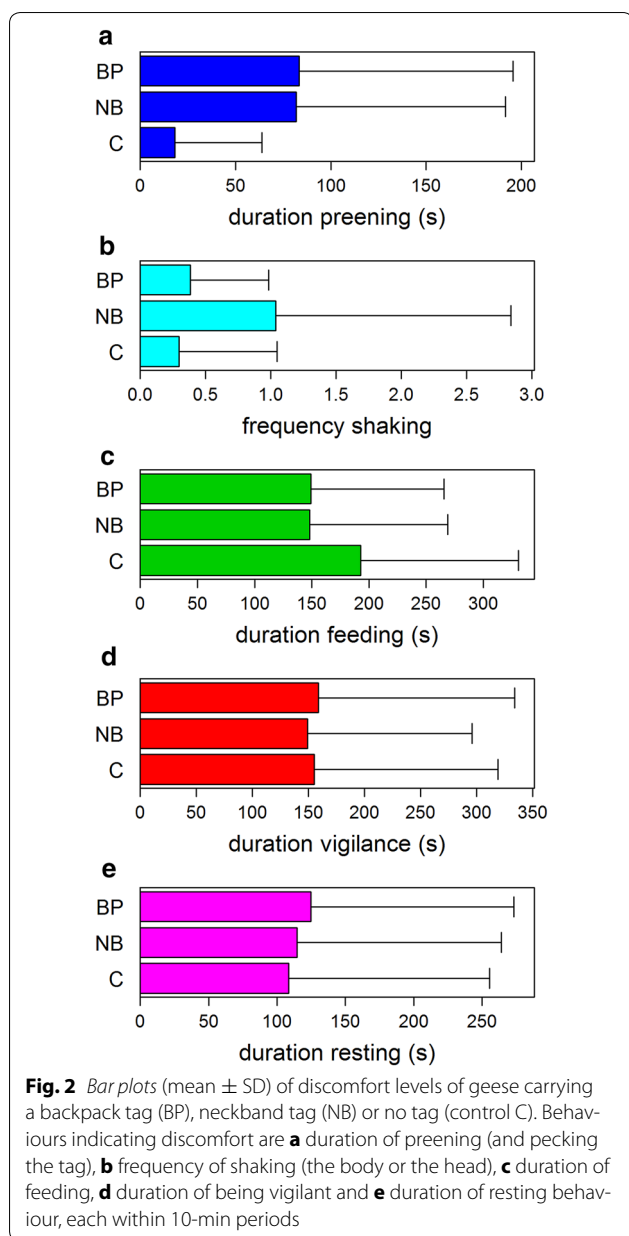 a
BP
NB
C
0 50 100 150 200
duration preening (s)
b
BP
NB
C
0.0 0.5 1.0 1.5 2.0 2.5 3.0
frequency shaking
c
BP
NB
C
0 50 100 150 200 250 300
duration feeding (s)
d
BP
NB
C
0 50 100 150 200 250 300 350
duration vigilance (s)
e
BP
NB
C
0 50 100 150 200 250
duration resting (s)
Fig. 2 Bar plots (mean ± SD) of discomfort levels of geese carrying
a backpack tag (BP), neckband tag (NB) or no tag (control C). Behav-
iours indicating discomfort are a duration of preening (and pecking
the tag), b frequency of shaking (the body or the head), c duration of
feeding, d duration of being vigilant and e duration of resting behav-
iour, each within 10-min periods